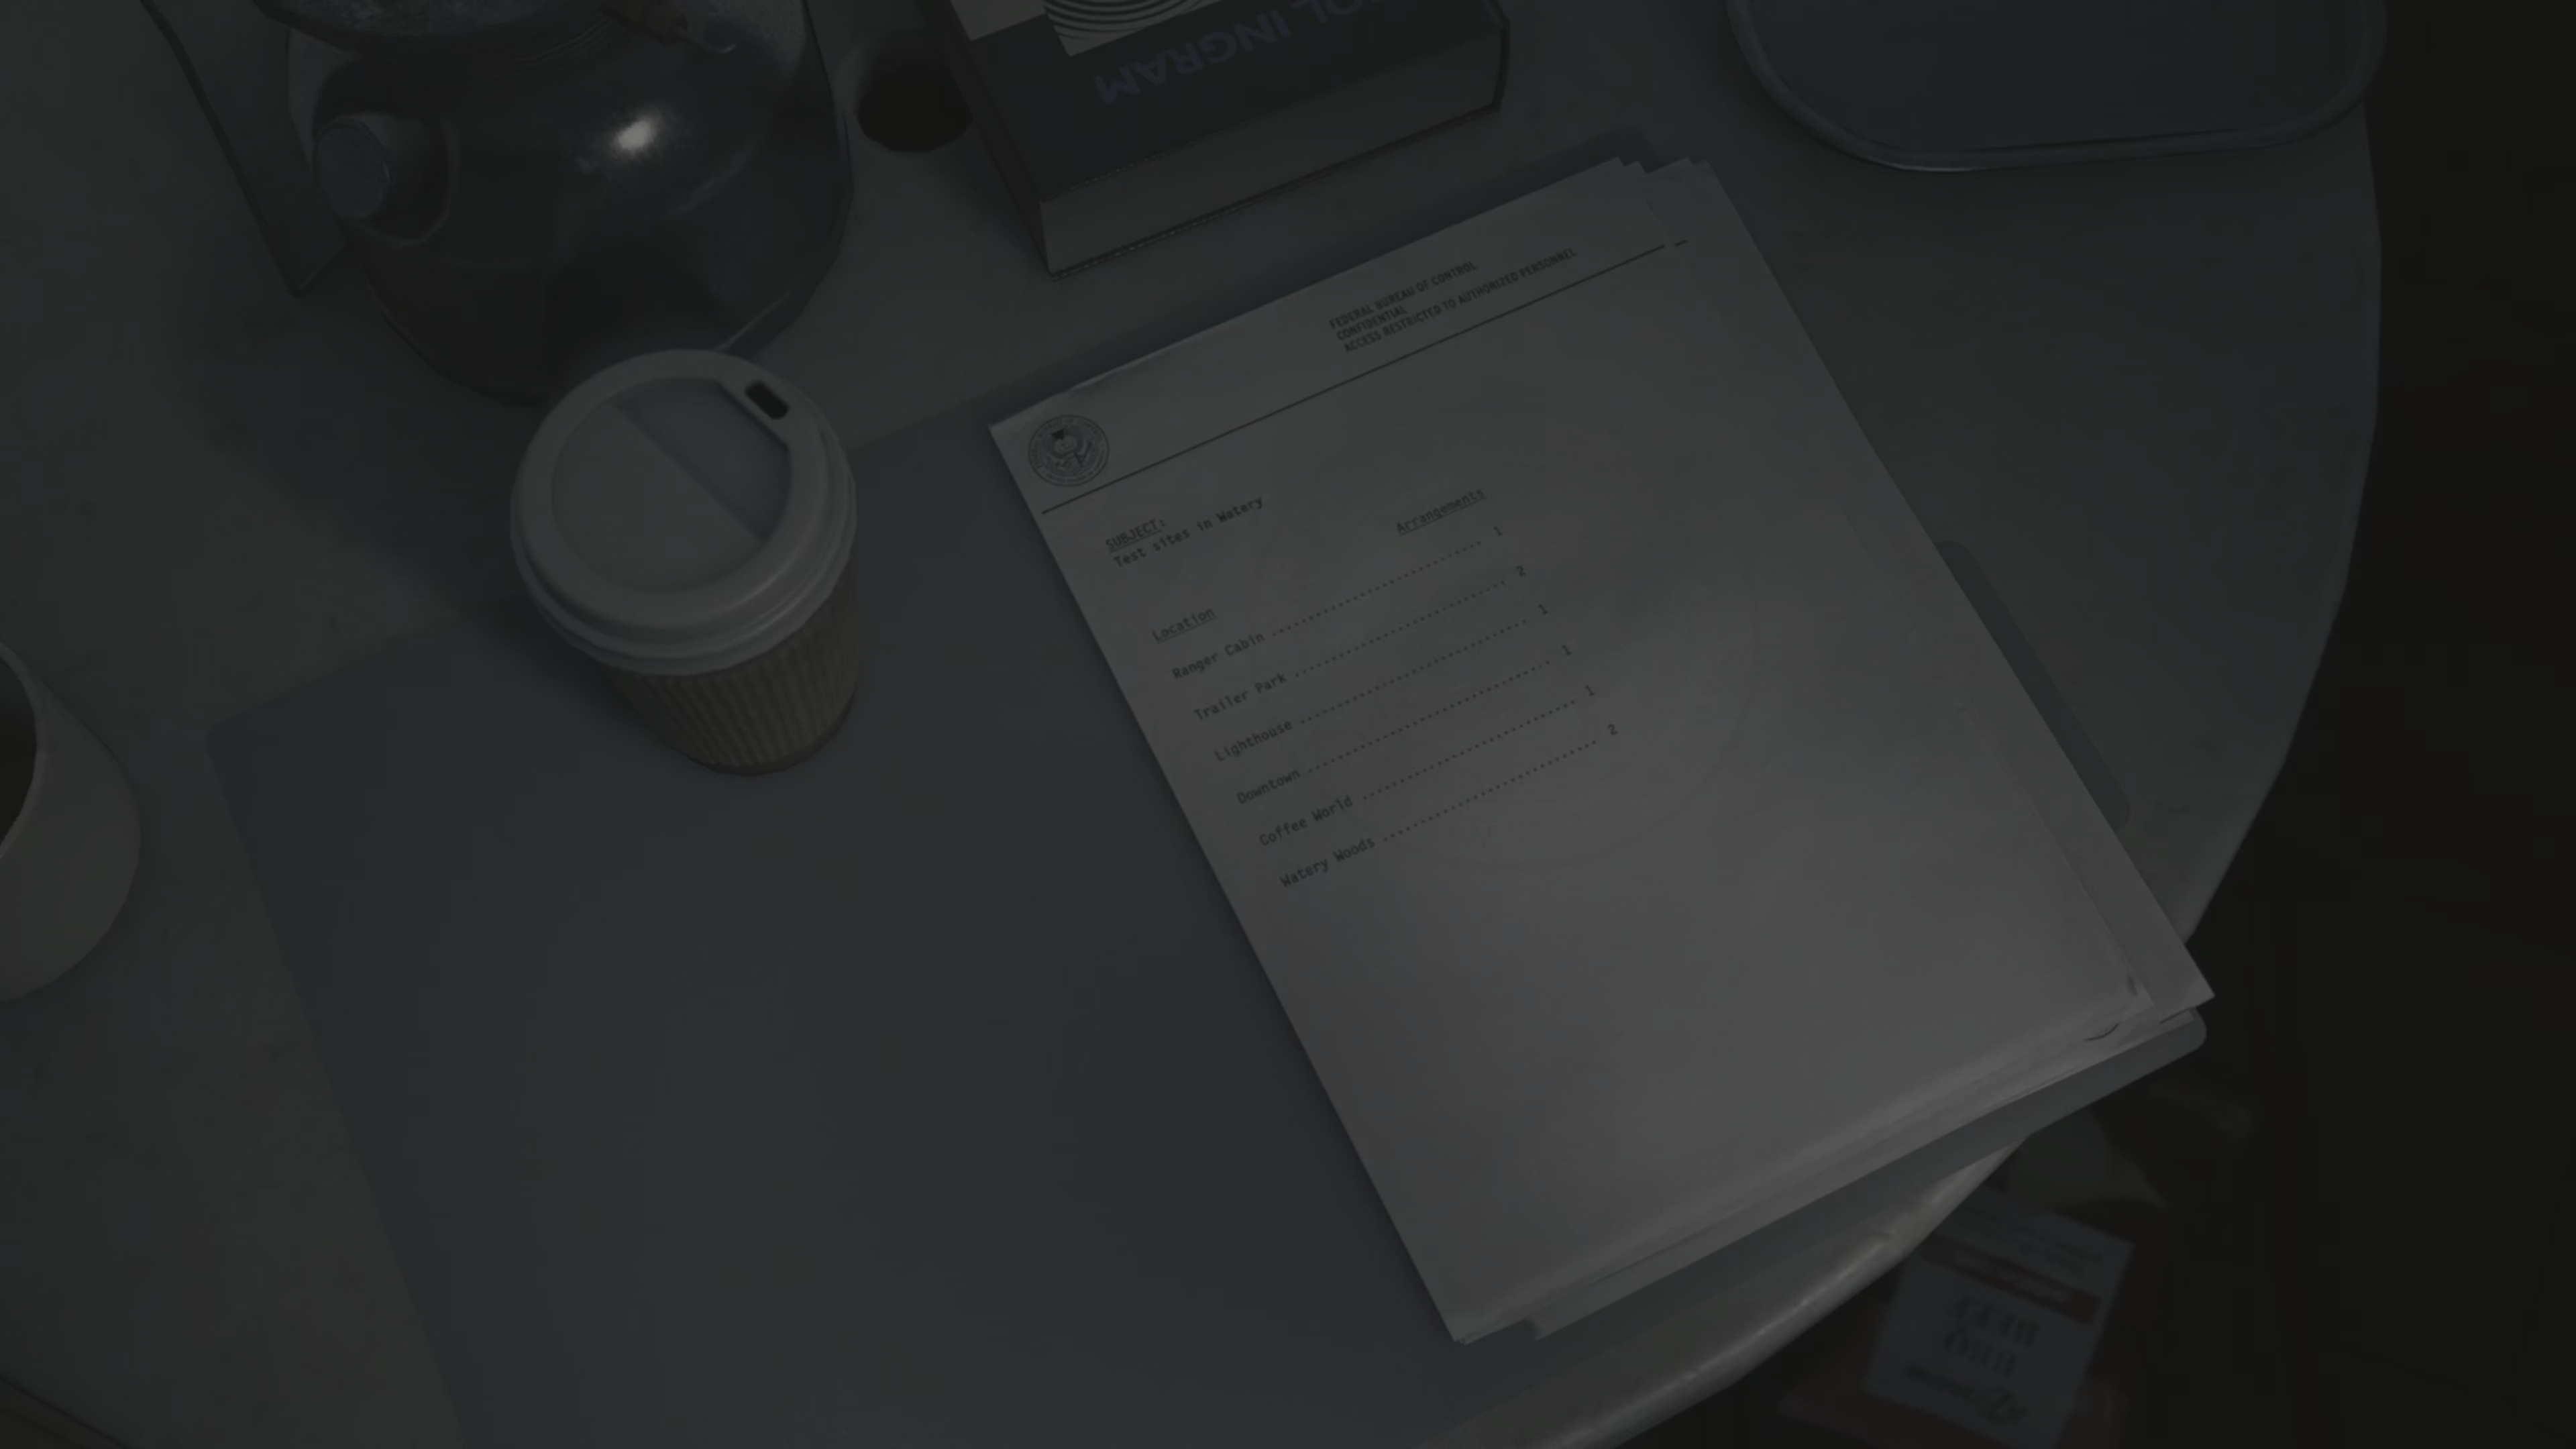 OL INGRAM
FEDERAL BUREAU OF CONTROL
CONFIDENTIAL
ACCESS RESTRICTED TO AUTHORIZED PERSONNEL
SUBJECT:
Test sites in Watery
Location Arrangements
Ranger Cabin 1
Trailer Park 2
Lighthouse 1
Downtown 1
Coffee World 1
Watery Woods 2